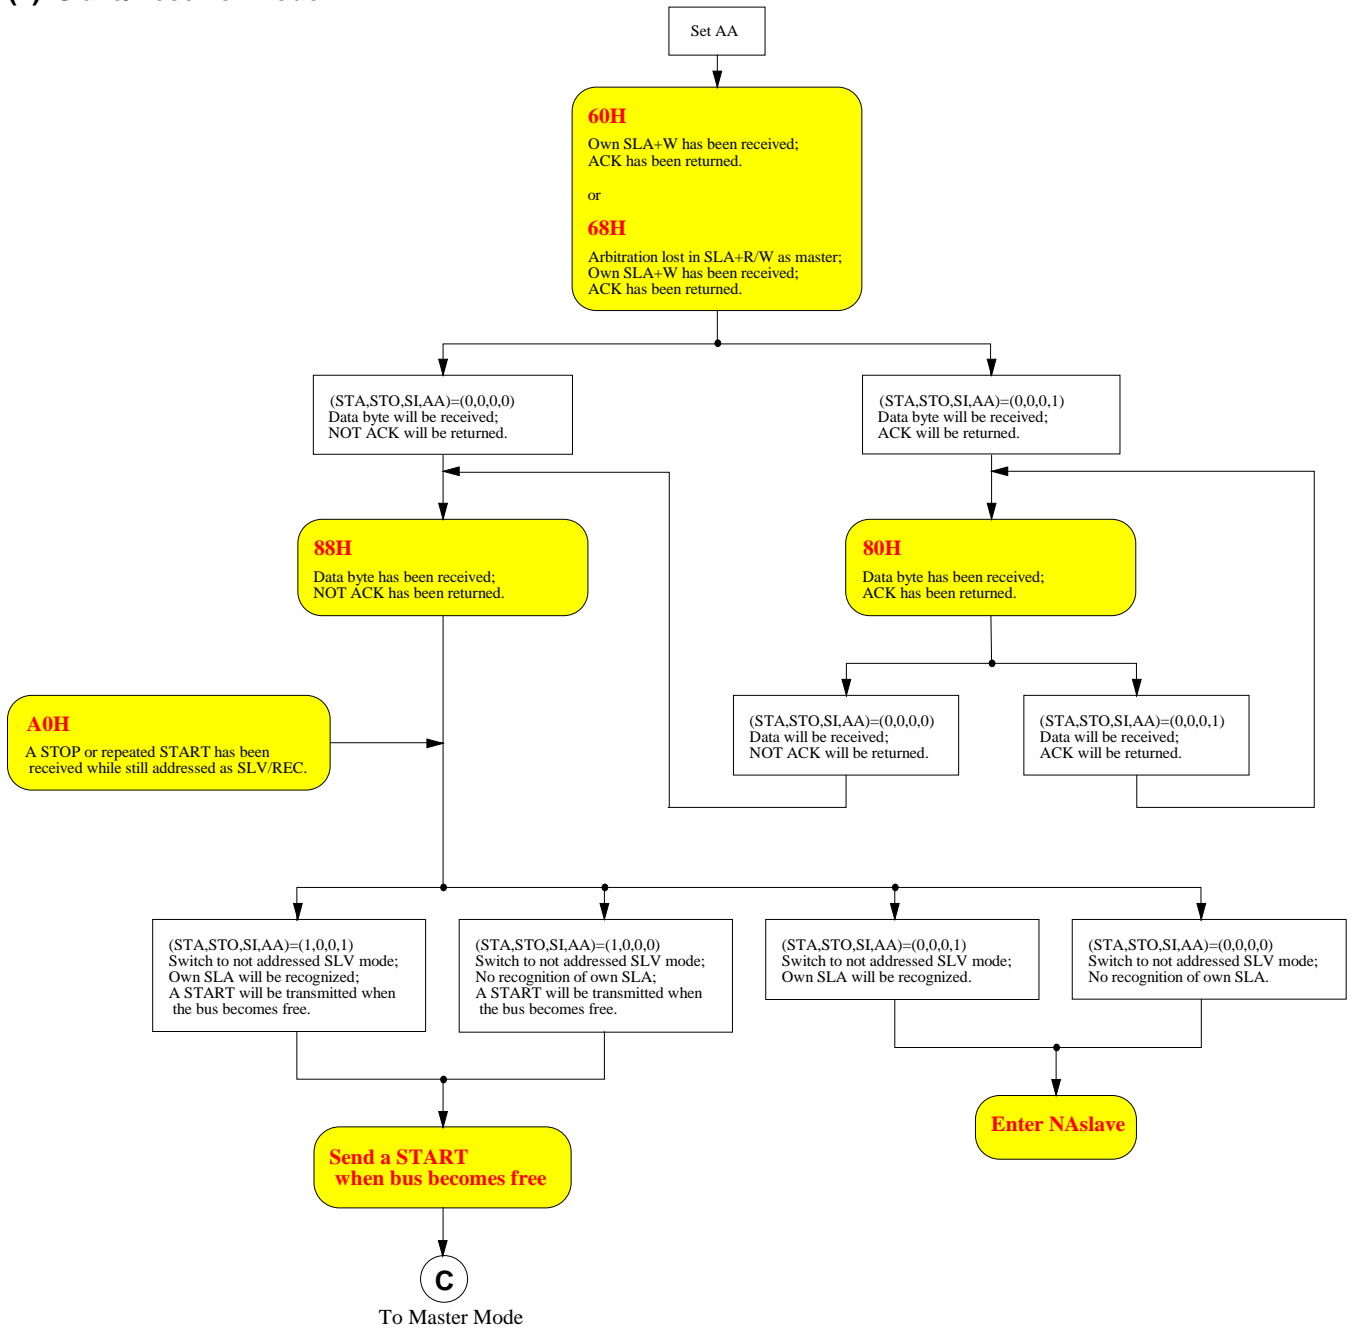 Set AA
60H
Own SLA+W has been received;
ACK has been returned.
or
68H
Arbitration lost in SLA+R/W as master;
Own SLA+W has been received;
ACK has been returned.
(STA,STO,SI,AA)=(0,0,0,0)
Data byte will be received;
NOT ACK will be returned.
(STA,STO,SI,AA)=(0,0,0,1)
Data byte will be received;
ACK will be returned.
88H
Data byte has been received;
NOT ACK has been returned.
80H
Data byte has been received;
ACK has been returned.
A0H
A STOP or repeated START has been
received while still addressed as SLV/REC.
(STA,STO,SI,AA)=(0,0,0,0)
Data will be received;
NOT ACK will be returned.
(STA,STO,SI,AA)=(0,0,0,1)
Data will be received;
ACK will be returned.
(STA,STO,SI,AA)=(1,0,0,1)
Switch to not addressed SLV mode;
Own SLA will be recognized;
A START will be transmitted when
the bus becomes free.
(STA,STO,SI,AA)=(1,0,0,0)
Switch to not addressed SLV mode;
No recognition of own SLA;
A START will be transmitted when
the bus becomes free.
(STA,STO,SI,AA)=(0,0,0,1)
Switch to not addressed SLV mode;
Own SLA will be recognized.
(STA,STO,SI,AA)=(0,0,0,0)
Switch to not addressed SLV mode;
No recognition of own SLA.
Enter NAslave
Send a START
when bus becomes free
C
To Master Mode